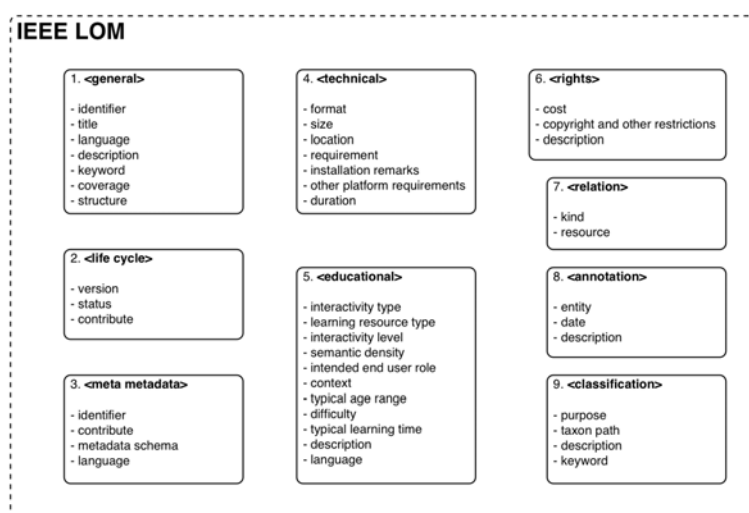 IEEE LOM
1. <general>
- identifier
- title
- language
- description
- keyword
- coverage
- structure
2. <life cycle>
- version
- status
- contribute
3. <meta metadata>
- identifier
- contribute
- metadata schema
- language
4. <technical>
- format
- size
- location
- requirement
- installation remarks
- other platform requirements
- duration
5. <educational>
- interactivity type
- learning resource type
- interactivity level
- semantic density
- intended end user role
- context
- typical age range
- difficulty
- typical learning time
- description
- language
6. <rights>
- cost
- copyright and other restrictions
- description
7. <relation>
- kind
- resource
8. <annotation>
- entity
- date
- description
9. <classification>
- purpose
- taxon path
- description
- keyword